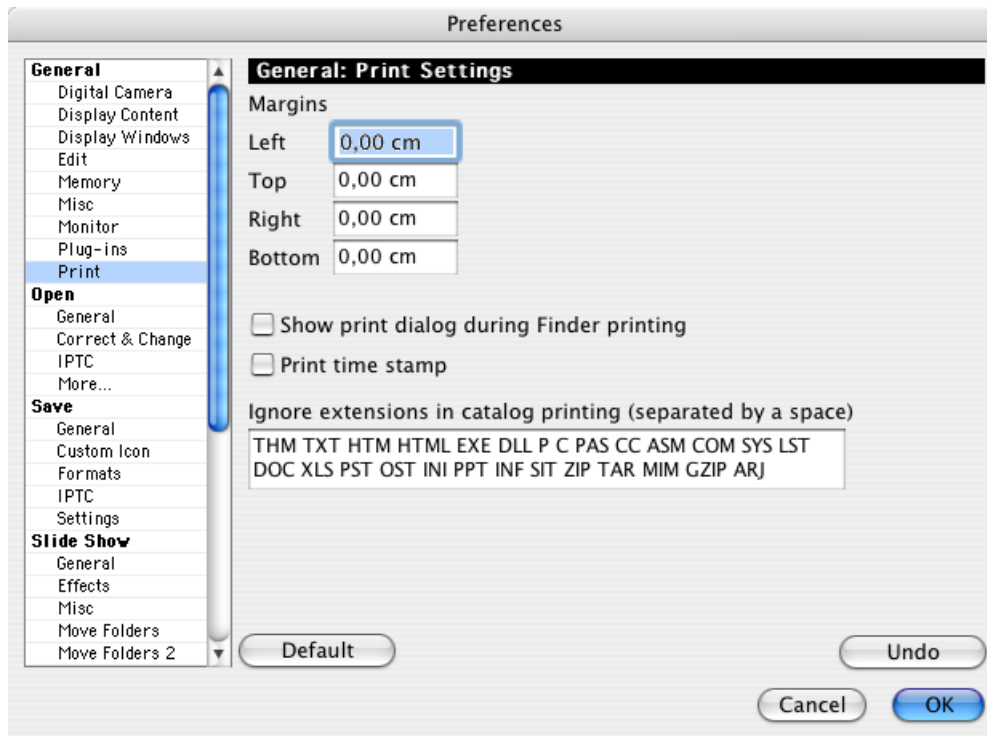 Preferences
General
Digital Camera
Display Content
Display Windows
Edit
Memory
Misc
Monitor
Plug-ins
Print
Open
General
Correct & Change
IPTC
More...
Save
General
Custom Icon
Formats
IPTC
Settings
Slide Show
General
Effects
Misc
Move Folders
Move Folders 2
General: Print Settings
Margins
Left 0,00 cm
Top 0,00 cm
Right 0,00 cm
Bottom 0,00 cm
Show print dialog during Finder printing
Print time stamp
Ignore extensions in catalog printing (separated by a space)
THM TXT HTM HTML EXE DLL P C PAS CC ASM COM SYS LST
DOC XLS PST OST INI PPT INF SIT ZIP TAR MIM GZIP ARJ
Default Undo
Cancel OK